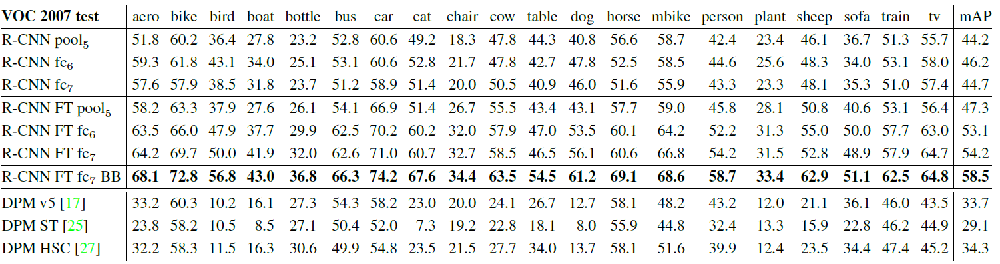 VOC 2007 test aero bike bird boat bottle bus car cat chair cow table dog horse mbike person plant sheep sofa train tv mAP
R-CNN pool5 51.8 60.2 36.4 27.8 23.2 52.8 60.6 49.2 18.3 47.8 44.3 40.8 56.6 58.7 42.4 23.4 46.1 36.7 51.3 55.7 44.2
R-CNN fc6 59.3 61.8 43.1 34.0 25.1 53.1 60.6 52.8 21.7 47.8 42.7 47.8 52.5 58.5 44.6 25.6 48.3 34.0 53.1 58.0 46.2
R-CNN fc7 57.6 57.9 38.5 31.8 23.7 51.2 58.9 51.4 20.0 50.5 40.9 46.0 51.6 55.9 43.3 23.3 48.1 35.3 51.0 57.4 44.7
R-CNN FT pool5 58.2 63.3 37.9 27.6 26.1 54.1 66.9 51.4 26.7 55.5 43.4 43.1 57.7 59.0 45.8 28.1 50.8 40.6 53.1 56.4 47.3
R-CNN FT fc6 63.5 66.0 47.9 37.7 29.9 62.5 70.2 60.2 32.0 57.9 47.0 53.5 60.1 64.2 52.2 31.3 55.0 50.0 57.7 63.0 53.1
R-CNN FT fc7 64.2 69.7 50.0 41.9 32.0 62.6 71.0 60.7 32.7 58.5 46.5 56.1 60.6 66.8 54.2 31.5 52.8 48.9 57.9 64.7 54.2
R-CNN FT fc7 BB 68.1 72.8 56.8 43.0 36.8 66.3 74.2 67.6 34.4 63.5 54.5 61.2 69.1 68.6 58.7 33.4 62.9 51.1 62.5 64.8 58.5
DPM v5 [17] 33.2 60.3 10.2 16.1 27.3 54.3 58.2 23.0 20.0 24.1 26.7 12.7 58.1 48.2 43.2 12.0 21.1 36.1 46.0 43.5 33.7
DPM ST [25] 23.8 58.2 10.5 8.5 27.1 50.4 52.0 7.3 19.2 22.8 18.1 8.0 55.9 44.8 32.4 13.3 15.9 22.8 46.2 44.9 29.1
DPM HSC [27] 32.2 58.3 11.5 16.3 30.6 49.9 54.8 23.5 21.5 27.7 34.0 13.7 58.1 51.6 39.9 12.4 23.5 34.4 47.4 45.2 34.3